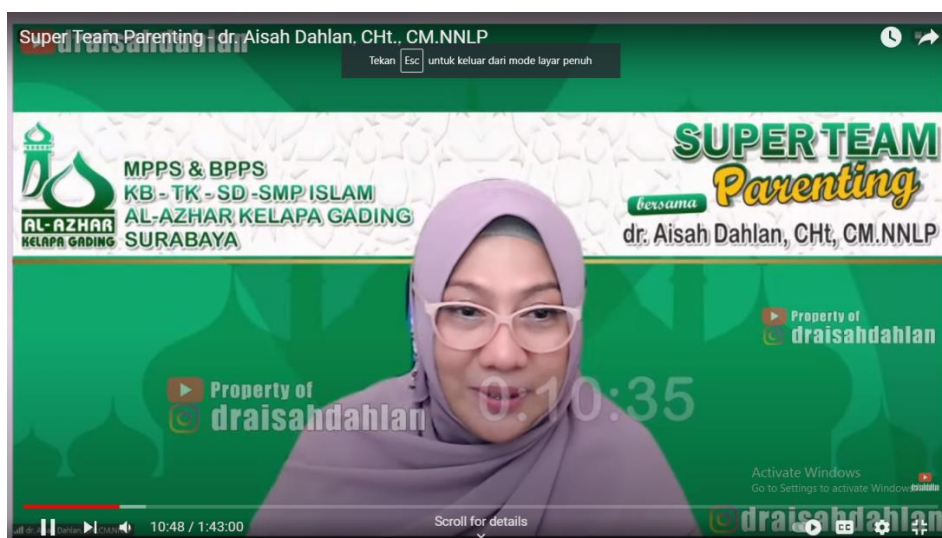 Super Team Parenting - dr. Aisah Dahlan, CHt., CM.NNLP
draisahdahlan
Tekan Esc untuk keluar dari mode layar penuh
AL-AZHAR
KELAPA GADING
MPPS & BPPS
KB - TK - SD -SMP ISLAM
AL-AZHAR KELAPA GADING
SURABAYA
SUPER TEAM
Parenting
bersama
dr. Aisah Dahlan, CHt, CM.NNLP
Property of
draisahdahlan
Property of
draisahdahlan
0:10:35
Activate Windows
Go to Settings to activate Windows
10:48 / 1:43:00
Scroll for details
draisahdahlan